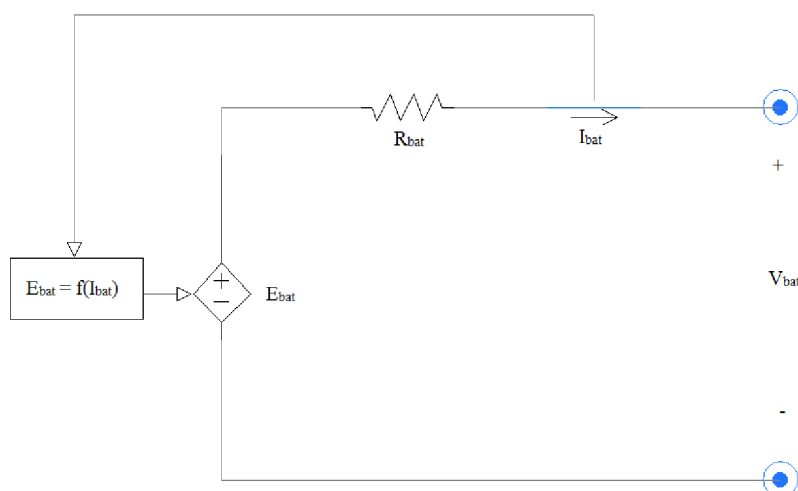 Rbat
Ibat
+
Ebat = f(Ibat)
+
−
Ebat
Vbat
-